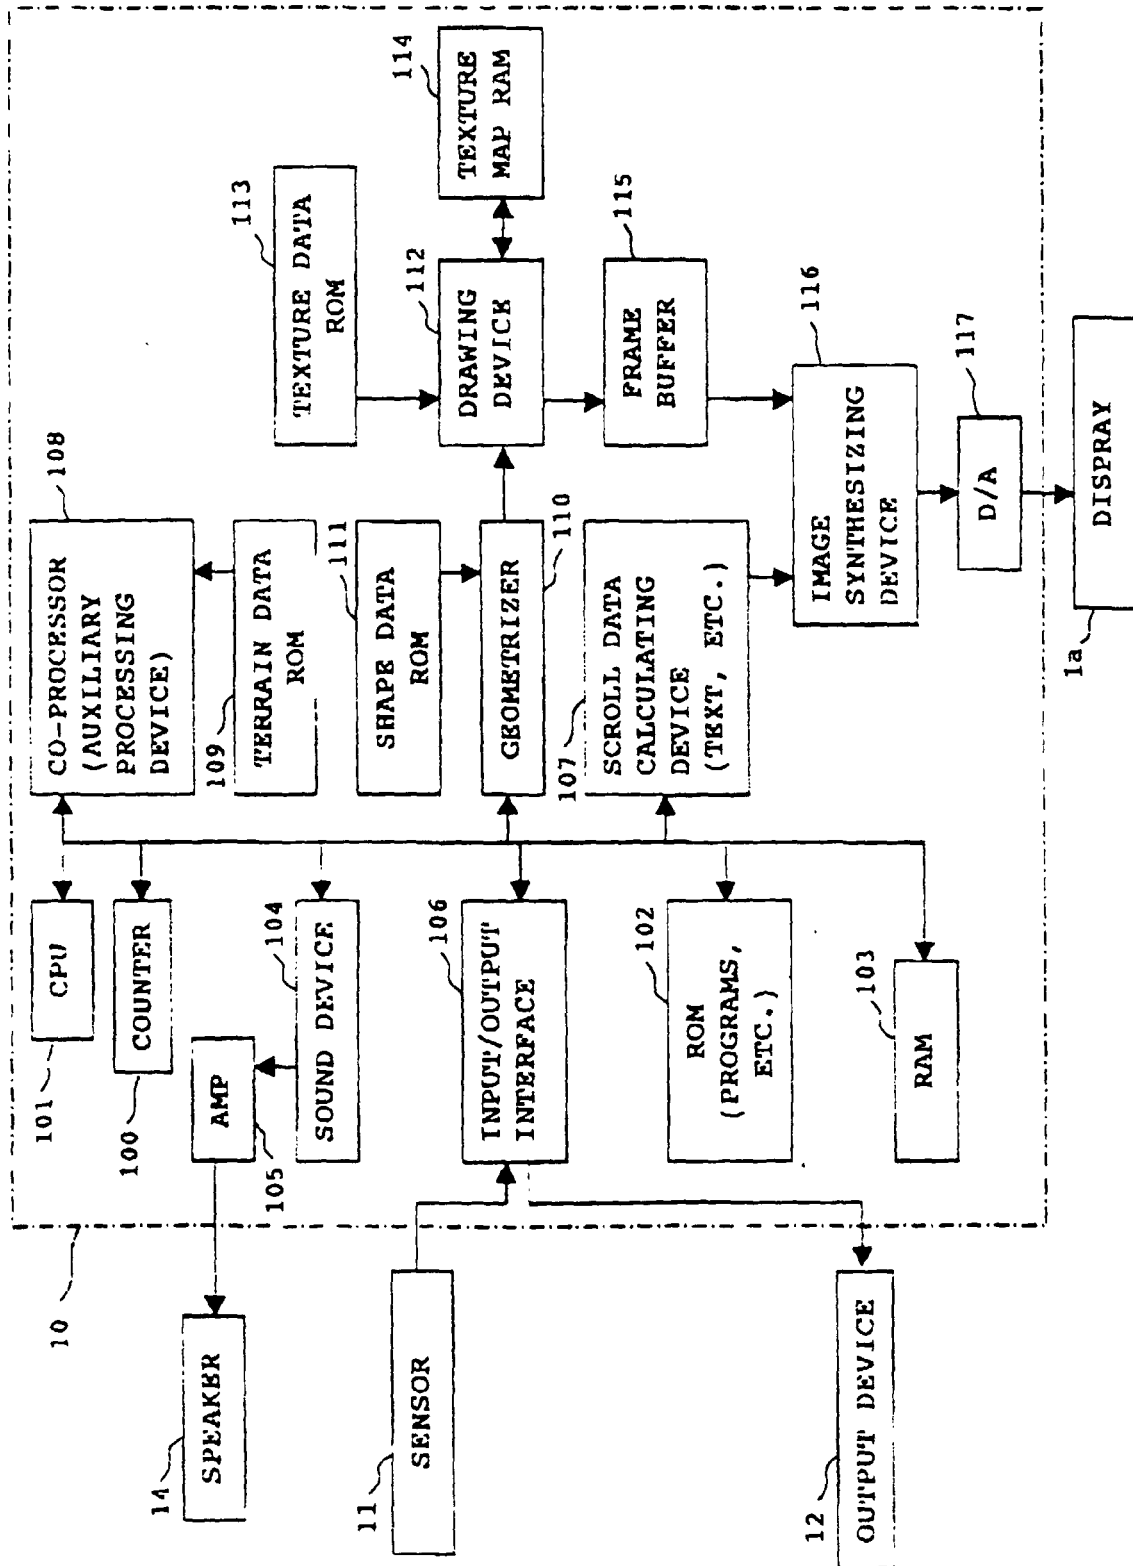 10
14
SPEAKER
11
SENSOR
12
OUTPUT DEVICE
101
CPU
100
COUNTER
AMP
105
104
SOUND DEVICE
106
INPUT/OUTPUT
INTERFACE
102
ROM
(PROGRAMS,
ETC.)
103
RAM
108
CO-PROCESSOR
(AUXILIARY
PROCESSING
DEVICE)
109
TERRAIN DATA
ROM
111
SHAPE DATA
ROM
110
GEOMETRIZER
107
SCROLL DATA
CALCULATING
DEVICE
(TEXT, ETC.)
113
TEXTURE DATA
ROM
112
DRAWING
DEVICE
114
TEXTURE
MAP RAM
115
FRAME
BUFFER
116
IMAGE
SYNTHESIZING
DEVICE
117
D/A
1a
DISPRAY